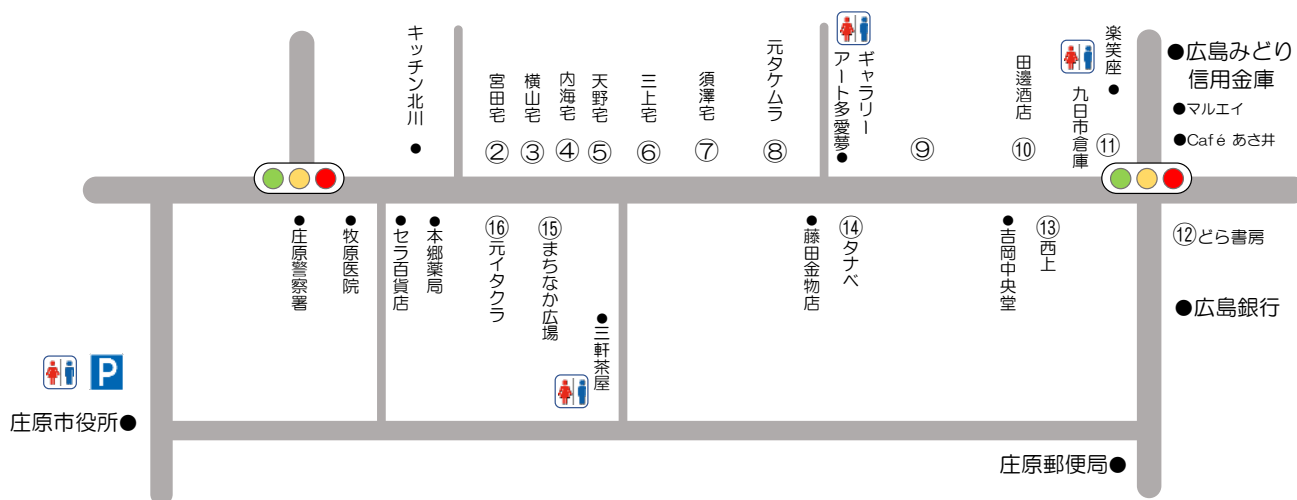 キッチン北川
宮田宅
②
横山宅
③
内海宅
④
天野宅
⑤
三上宅
⑥
須澤宅
⑦
元タケムラ
⑧
ギャラリー
アート多愛夢
⑨
田邊酒店
⑩
九日市倉庫
楽笑座
⑪
広島みどり
信用金庫
マルエイ
Café あさ井
庄原警察署
牧原医院
セラ百貨店
本郷薬局
⑯元イタクラ
⑮まちなか広場
三軒茶屋
藤田金物店
⑭タナベ
吉岡中央堂
⑬西上
⑫どら書房
広島銀行
P
庄原市役所
庄原郵便局